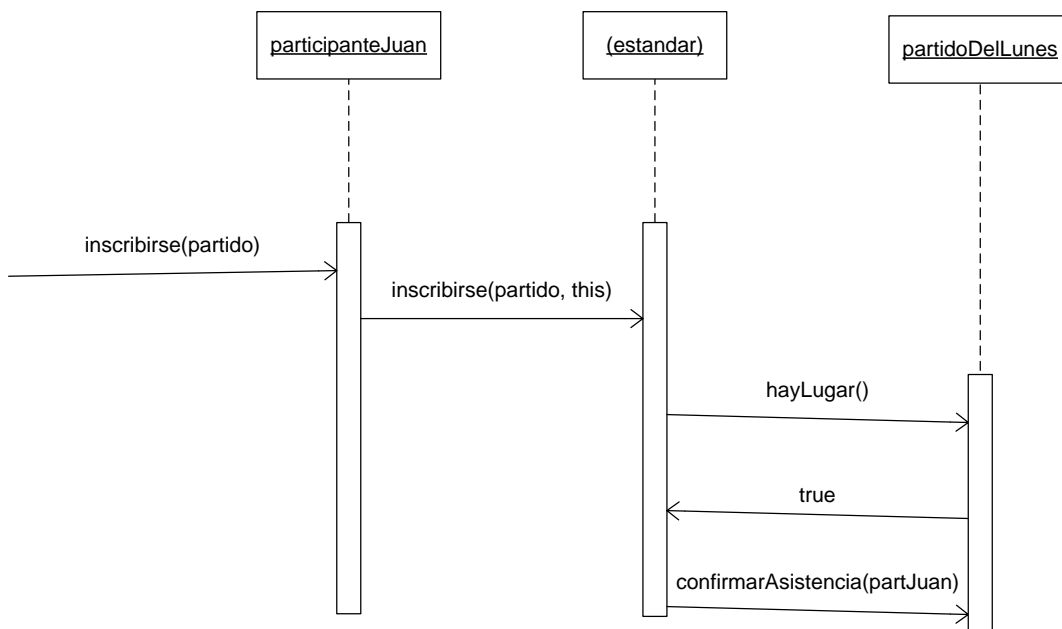 participanteJuan
(estandar)
partidoDelLunes
inscribirse(partido)
inscribirse(partido, this)
hayLugar()
true
confirmarAsistencia(partJuan)